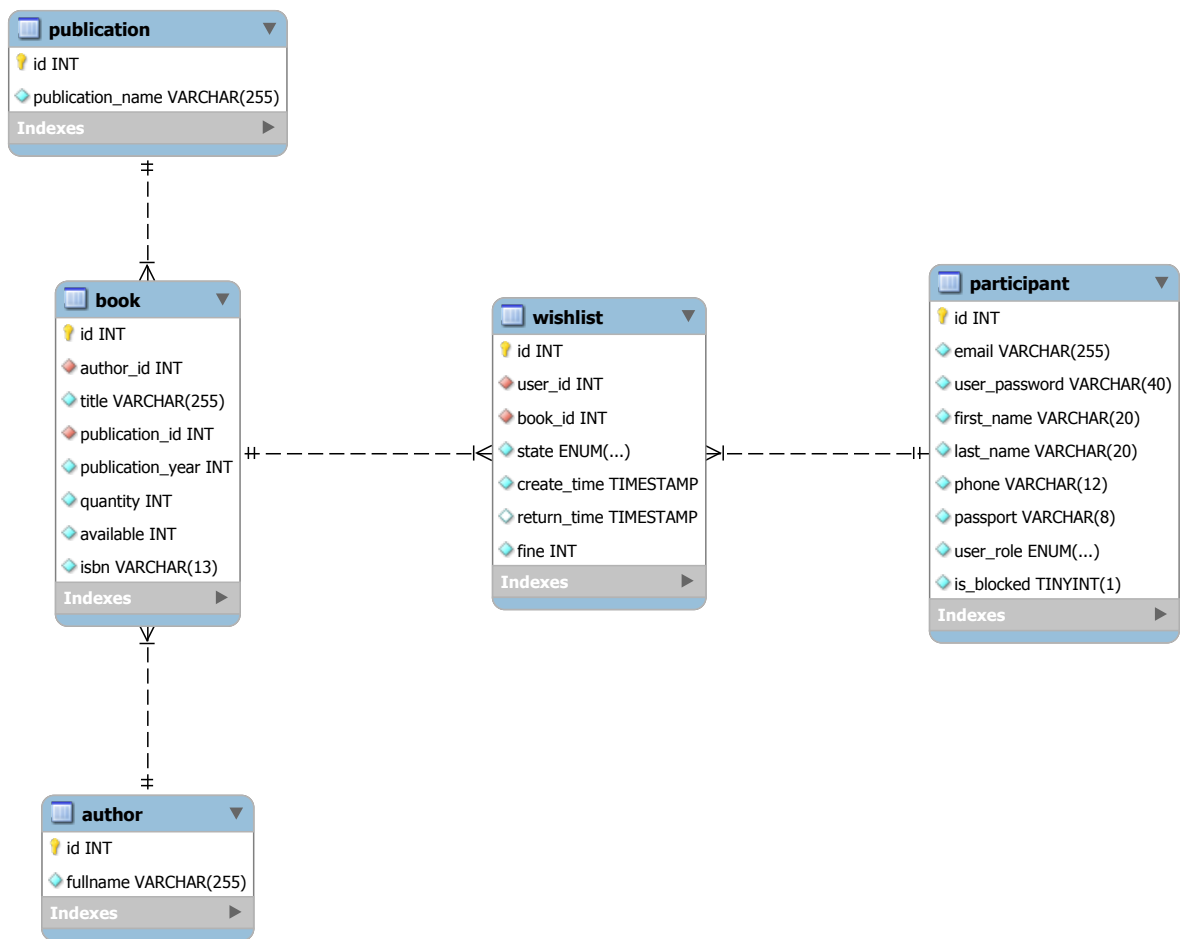 publication
id INT
publication_name VARCHAR(255)
Indexes
book
id INT
author_id INT
title VARCHAR(255)
publication_id INT
publication_year INT
quantity INT
available INT
isbn VARCHAR(13)
Indexes
wishlist
id INT
user_id INT
book_id INT
state ENUM(...)
create_time TIMESTAMP
return_time TIMESTAMP
fine INT
Indexes
participant
id INT
email VARCHAR(255)
user_password VARCHAR(40)
first_name VARCHAR(20)
last_name VARCHAR(20)
phone VARCHAR(12)
passport VARCHAR(8)
user_role ENUM(...)
is_blocked TINYINT(1)
Indexes
author
id INT
fullname VARCHAR(255)
Indexes